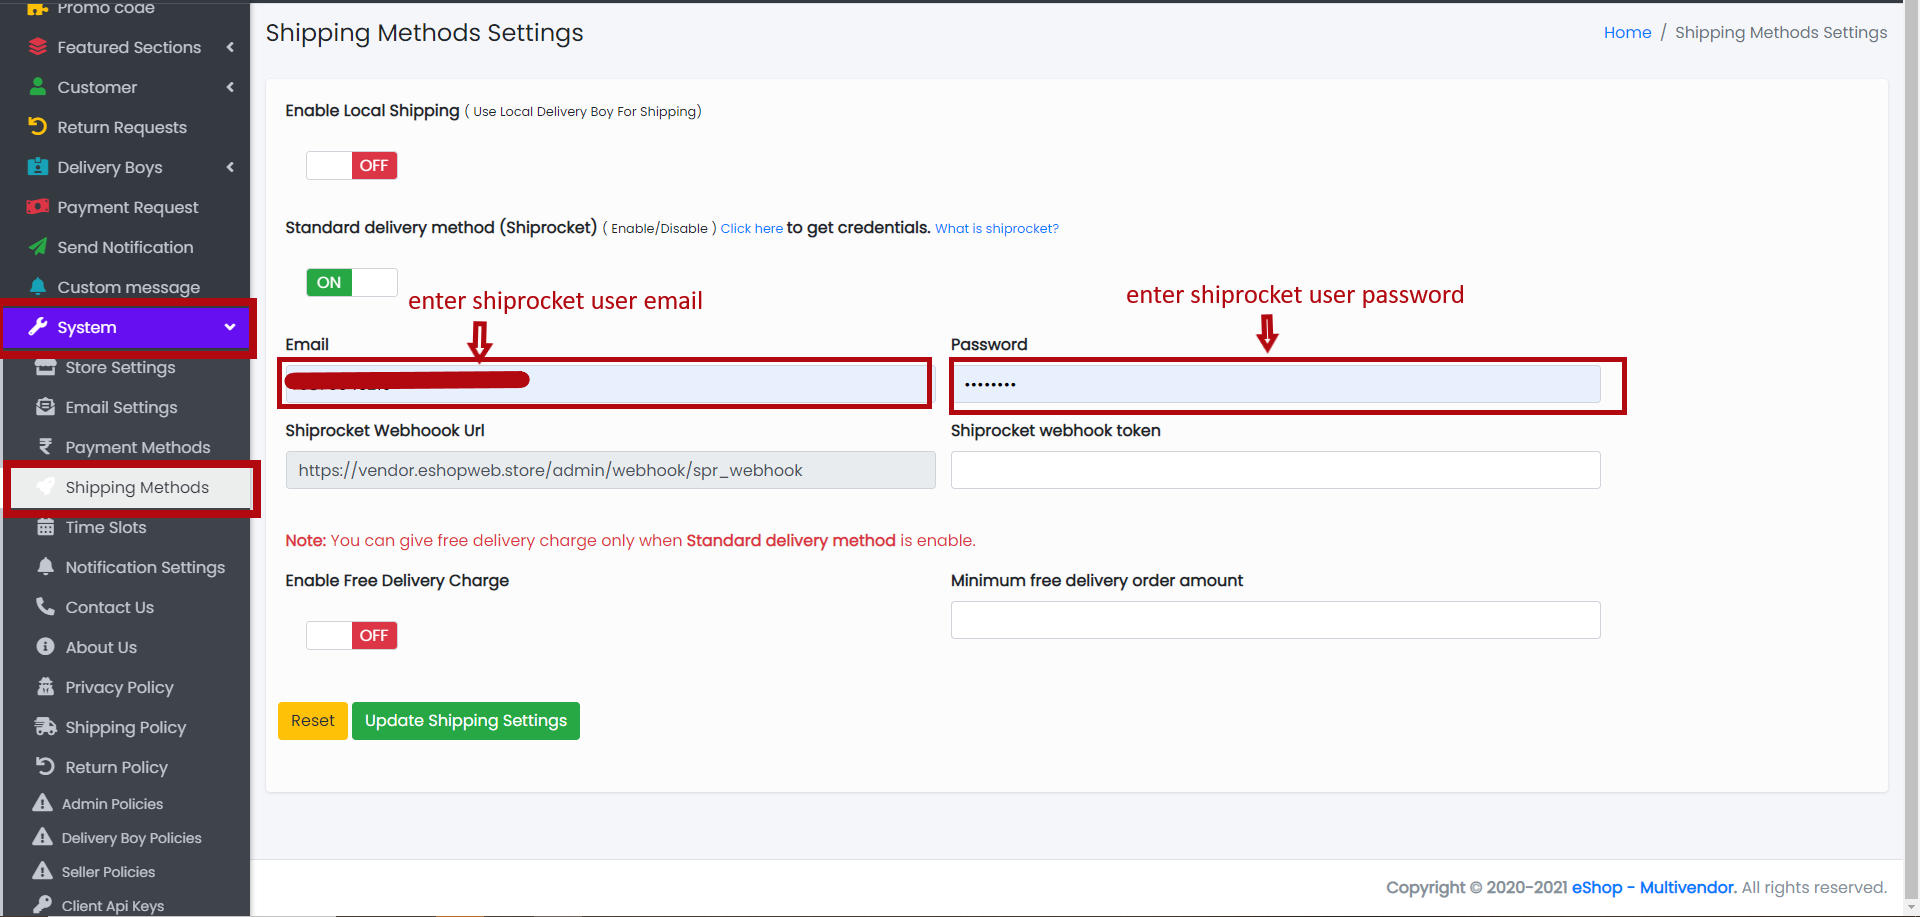 Promo code
Featured Sections
Customer
Return Requests
Delivery Boys
Payment Request
Send Notification
Custom message
System
Store Settings
Email Settings
Payment Methods
Shipping Methods
Time Slots
Notification Settings
Contact Us
About Us
Privacy Policy
Shipping Policy
Return Policy
Admin Policies
Delivery Boy Policies
Seller Policies
Client Api Keys
Shipping Methods Settings
Home / Shipping Methods Settings
Enable Local Shipping ( Use Local Delivery Boy For Shipping)
OFF
Standard delivery method (Shiprocket) ( Enable/Disable ) Click here to get credentials. What is shiprocket?
ON
enter shiprocket user email
enter shiprocket user password
Email
Password
••••••••
Shiprocket Webhoook Url
Shiprocket webhook token
https://vendor.eshopweb.store/admin/webhook/spr_webhook
Note: You can give free delivery charge only when Standard delivery method is enable.
Enable Free Delivery Charge
Minimum free delivery order amount
OFF
Reset
Update Shipping Settings
Copyright © 2020-2021 eShop - Multivendor. All rights reserved.